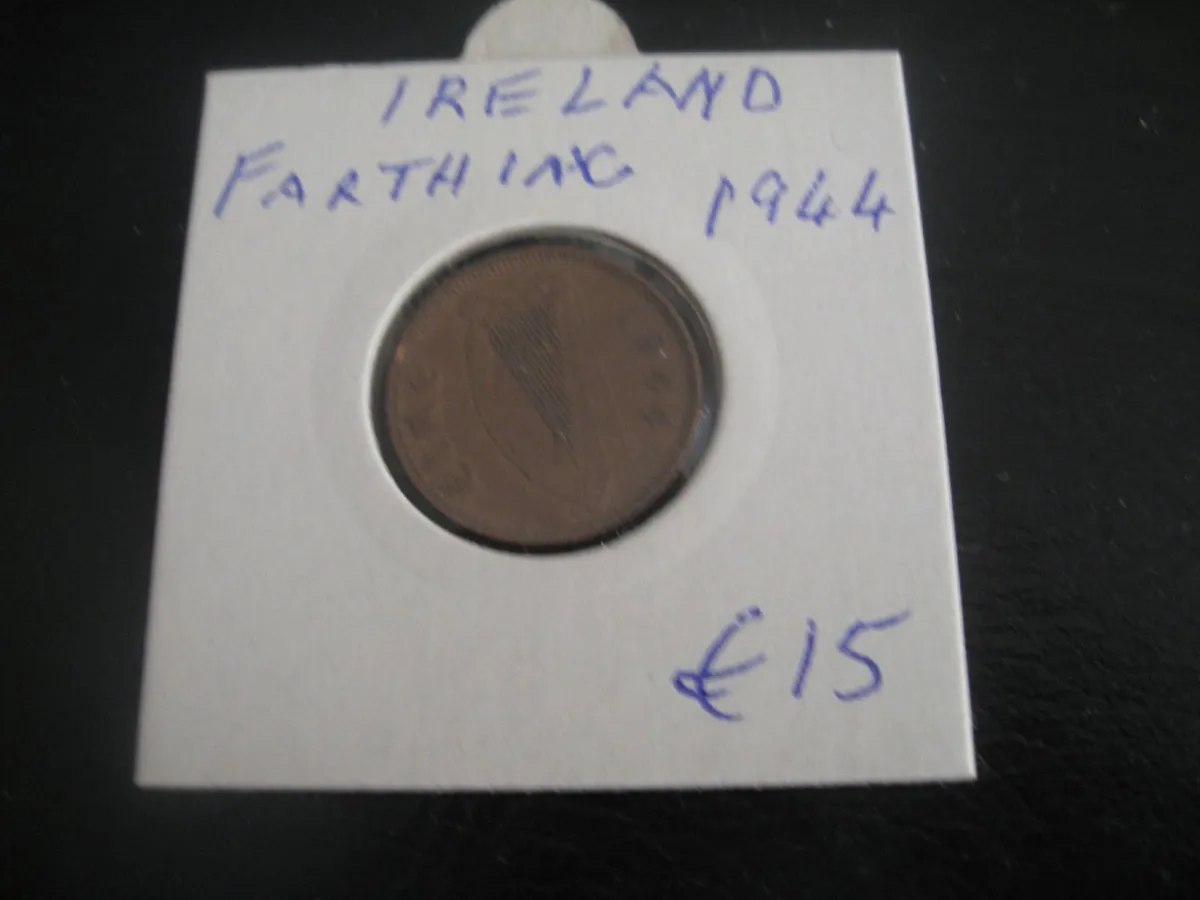 IRELAND
FARTHING 1944
€15